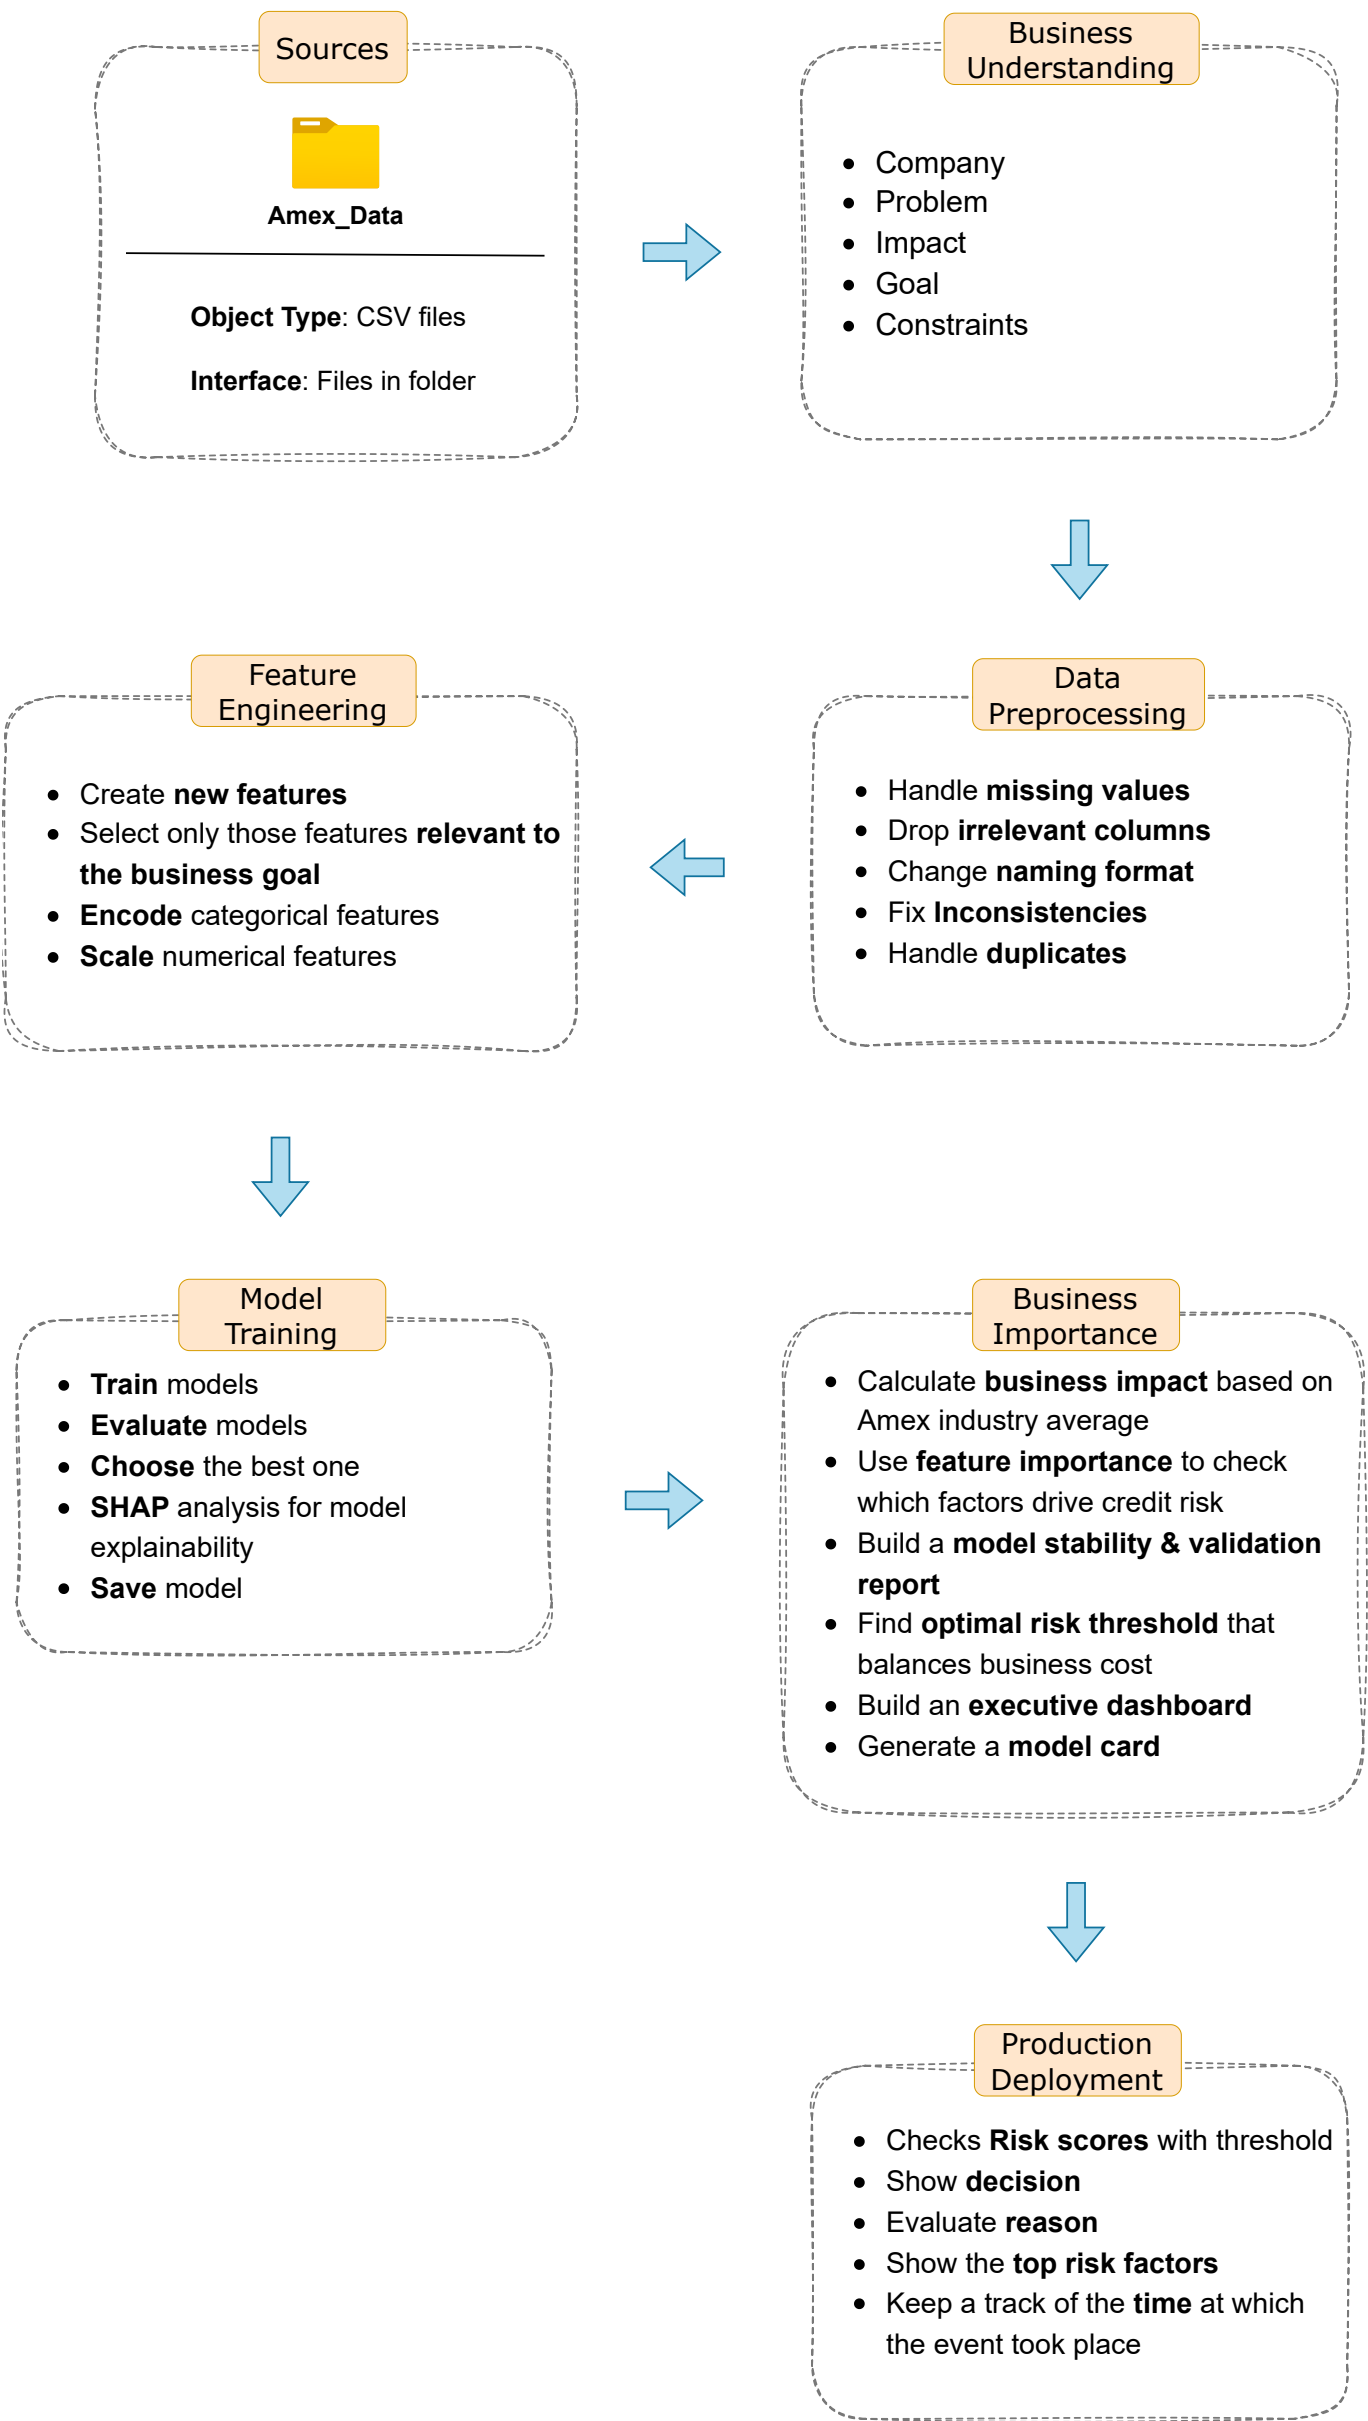 Sources
Amex_Data
Object Type: CSV files
Interface: Files in folder
Business
Understanding
• Company
• Problem
• Impact
• Goal
• Constraints
Data
Preprocessing
• Handle missing values
• Drop irrelevant columns
• Change naming format
• Fix Inconsistencies
• Handle duplicates
Feature
Engineering
• Create new features
• Select only those features relevant to
the business goal
• Encode categorical features
• Scale numerical features
Model
Training
• Train models
• Evaluate models
• Choose the best one
• SHAP analysis for model
explainability
• Save model
Business
Importance
• Calculate business impact based on
Amex industry average
• Use feature importance to check
which factors drive credit risk
• Build a model stability & validation
report
• Find optimal risk threshold that
balances business cost
• Build an executive dashboard
• Generate a model card
Production
Deployment
• Checks Risk scores with threshold
• Show decision
• Evaluate reason
• Show the top risk factors
• Keep a track of the time at which
the event took place